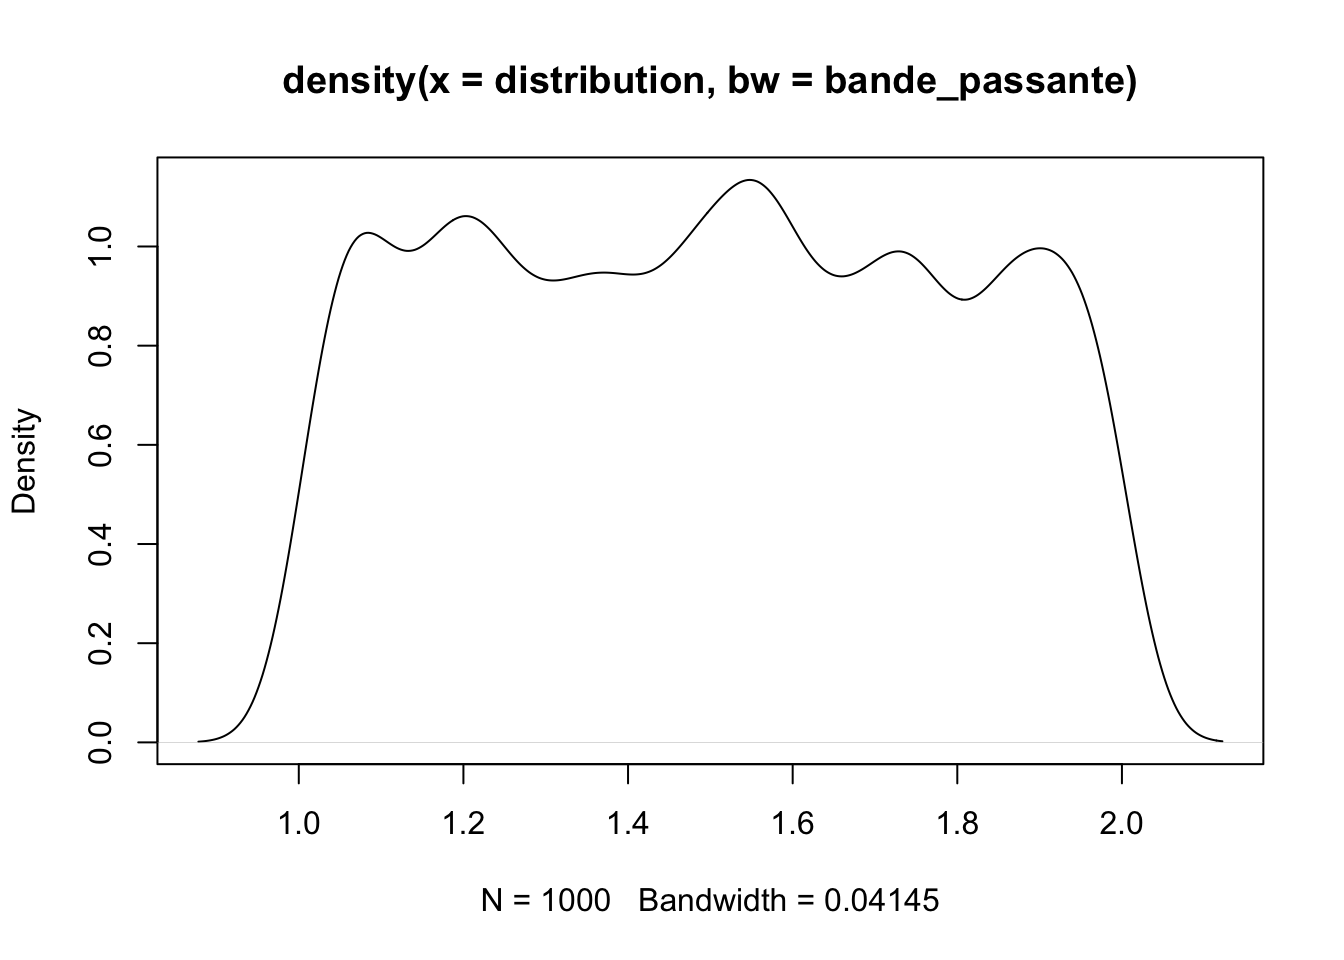 density(x = distribution, bw = bande_passante)
Density
0.0 0.2 0.4 0.6 0.8 1.0
1.0 1.2 1.4 1.6 1.8 2.0
N = 1000 Bandwidth = 0.04145